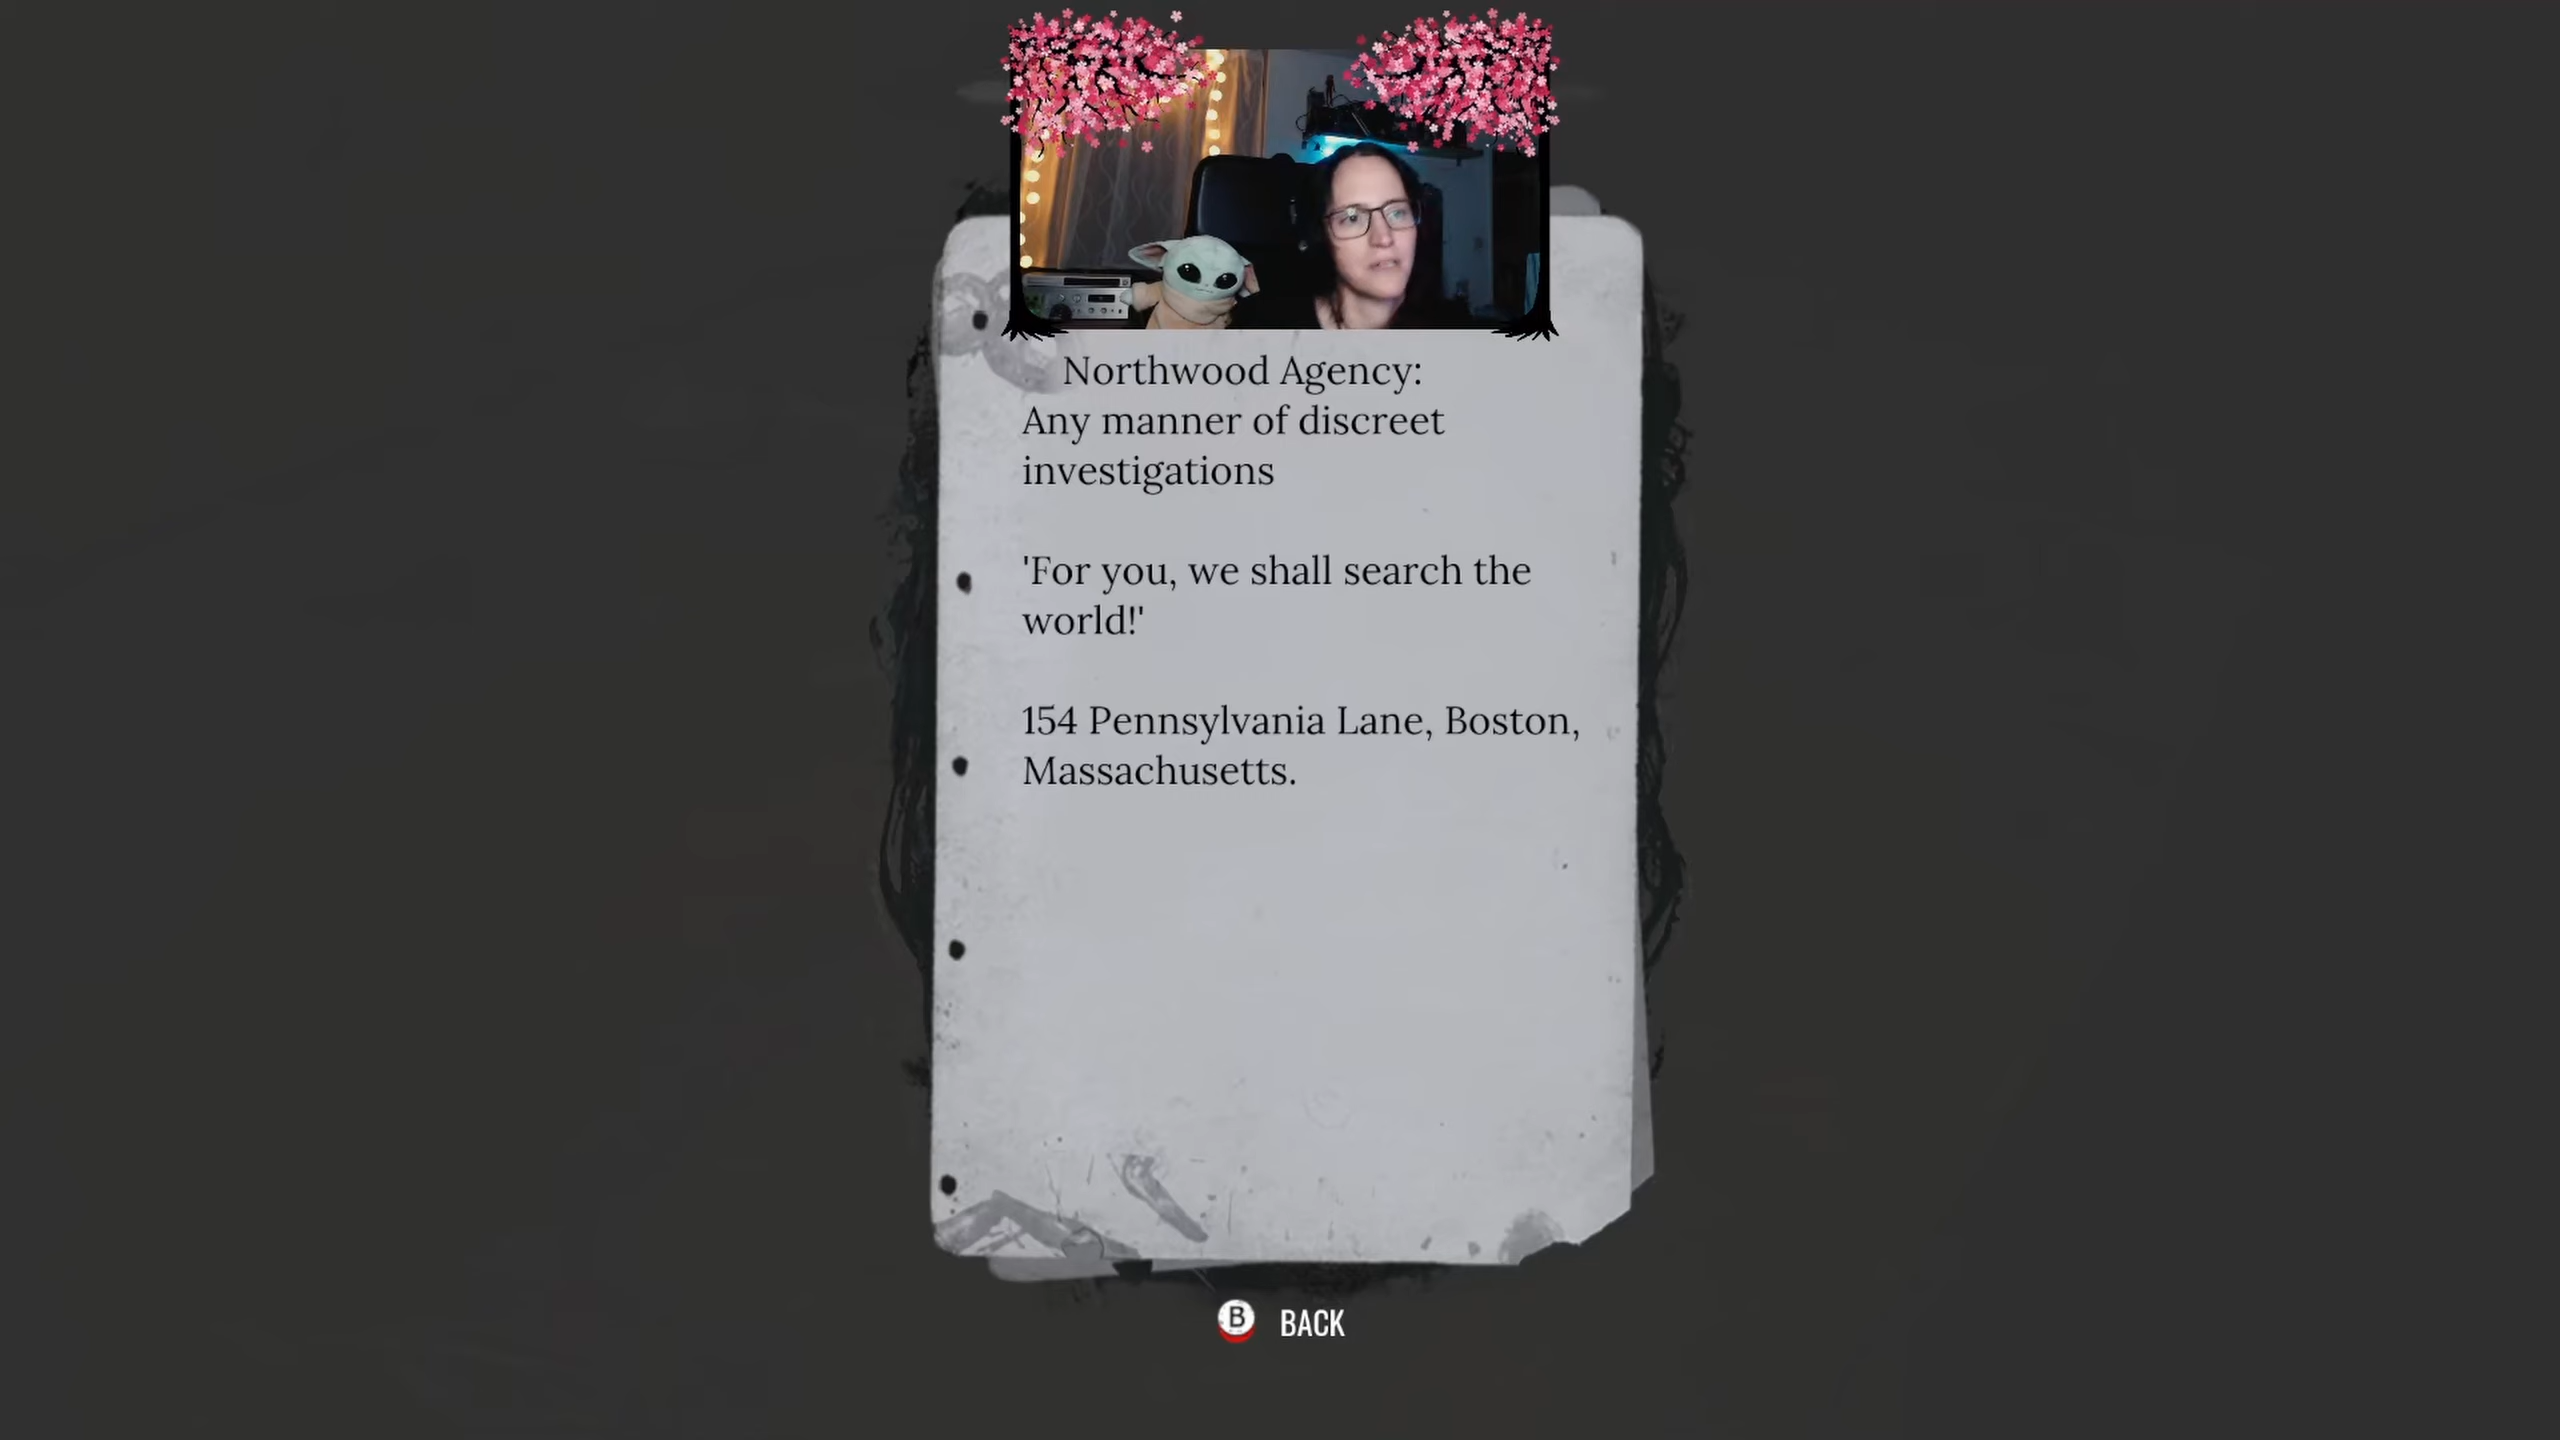 Northwood Agency:
Any manner of discreet
investigations
'For you, we shall search the
world!'
154 Pennsylvania Lane, Boston,
Massachusetts.
B BACK